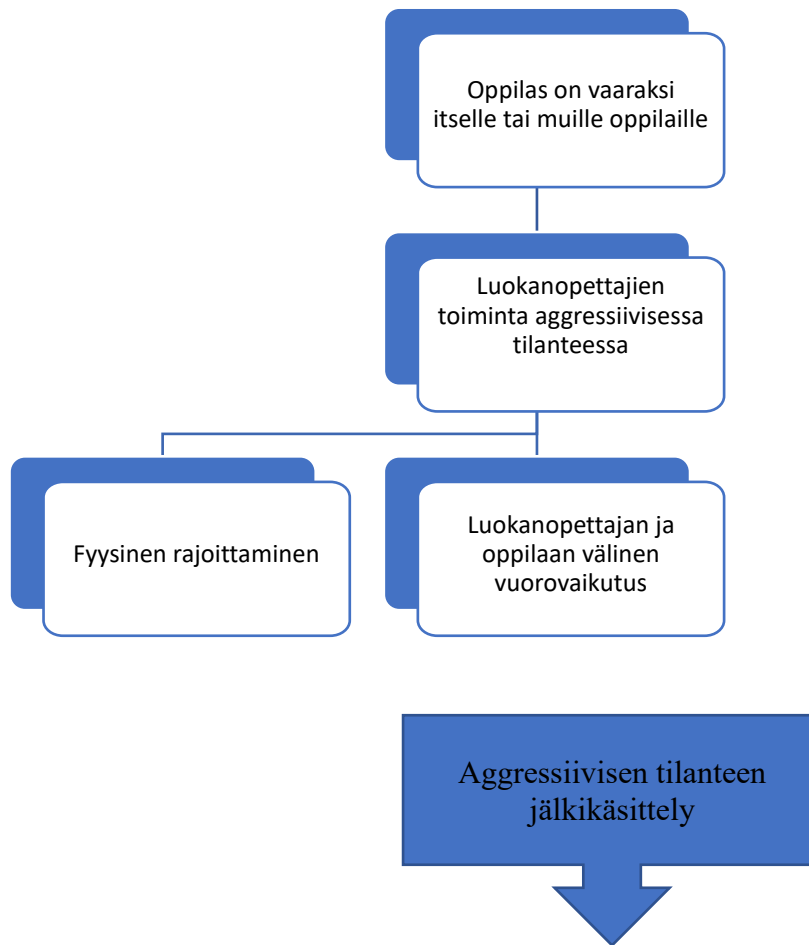 Oppilas on vaaraksi
itselle tai muille oppilaille
Luokanopettajien
toiminta aggressiivisessa
tilanteessa
Fyysinen rajoittaminen
Luokanopettajan ja
oppilaan välinen
vuorovaikutus
Aggressiivisen tilanteen
jälkikäsittely